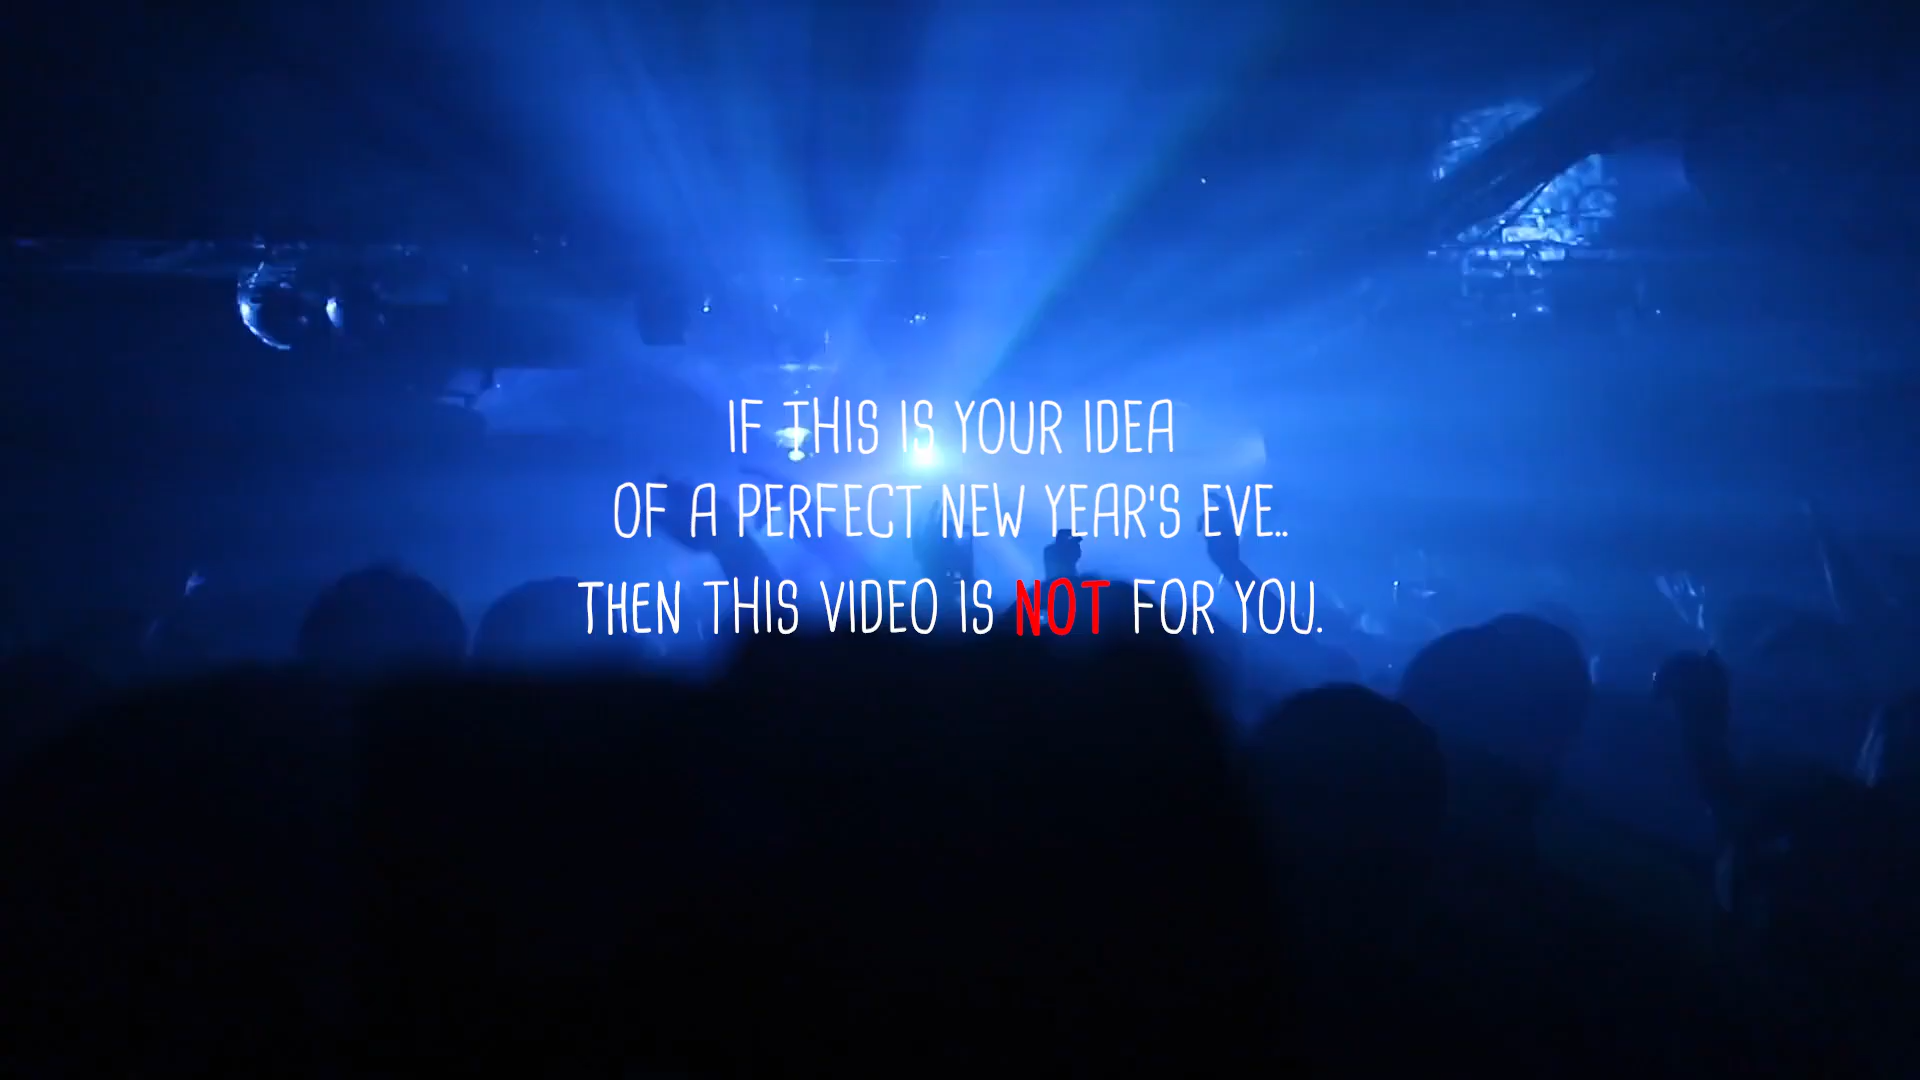 IF THIS IS YOUR IDEA
OF A PERFECT NEW YEAR'S EVE..
THEN THIS VIDEO IS NOT FOR YOU.